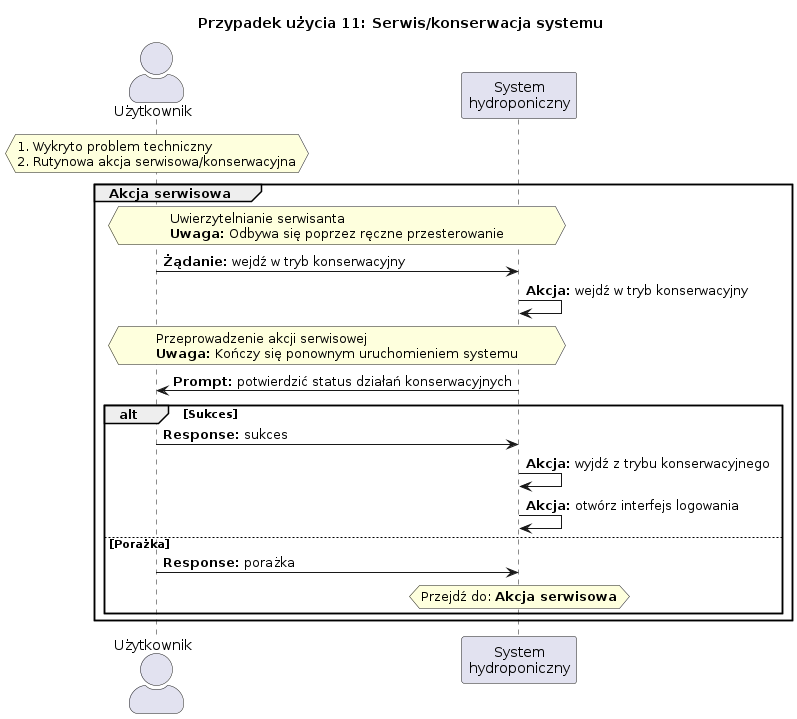 Przypadek użycia 11: Serwis/konserwacja systemu
Użytkownik
System
hydroponiczny
1. Wykryto problem techniczny
2. Rutynowa akcja serwisowa/konserwacyjna
Akcja serwisowa
Uwierzytelnianie serwisanta
Uwaga: Odbywa się poprzez ręczne przesterowanie
Żądanie: wejdź w tryb konserwacyjny
Akcja: wejdź w tryb konserwacyjny
Przeprowadzenie akcji serwisowej
Uwaga: Kończy się ponownym uruchomieniem systemu
Prompt: potwierdzić status działań konserwacyjnych
alt [Sukces]
Response: sukces
Akcja: wyjdź z trybu konserwacyjnego
Akcja: otwórz interfejs logowania
[Porażka]
Response: porażka
Przejdź do: Akcja serwisowa
Użytkownik
System
hydroponiczny